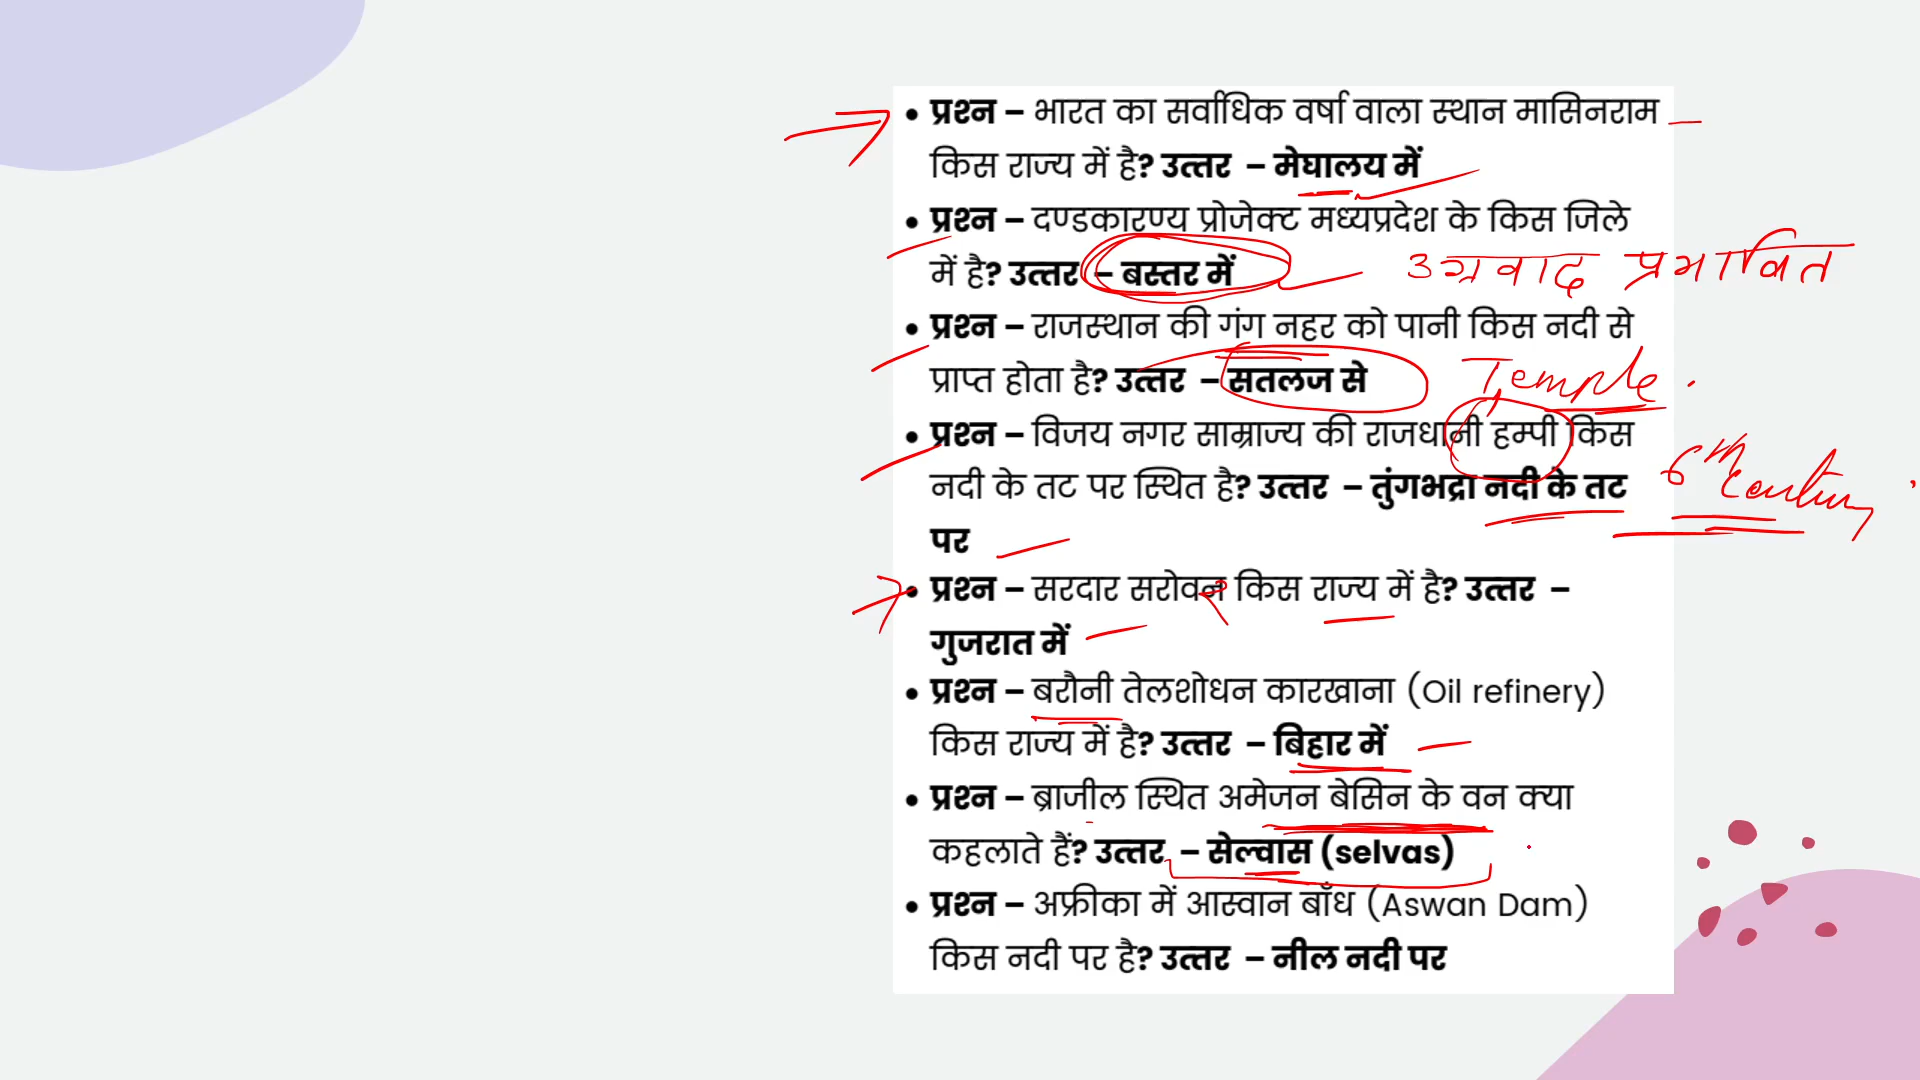 • प्रश्न – भारत का सर्वाधिक वर्षा वाला स्थान मासिनराम
किस राज्य में है? उत्तर – मेघालय में
• प्रश्न – दण्डकारण्य प्रोजेक्ट मध्यप्रदेश के किस जिले
में है? उत्तर – बस्तर में
उग्रवाद प्रभावित
• प्रश्न – राजस्थान की गंग नहर को पानी किस नदी से
प्राप्त होता है? उत्तर – सतलज से
Temple.
• प्रश्न – विजय नगर साम्राज्य की राजधानी हम्पी किस
नदी के तट पर स्थित है? उत्तर – तुंगभद्रा नदी के तट
6th Century
पर
• प्रश्न – सरदार सरोवन किस राज्य में है? उत्तर –
गुजरात में
• प्रश्न – बरौनी तेलशोधन कारखाना (Oil refinery)
किस राज्य में है? उत्तर – बिहार में
• प्रश्न – ब्राजील स्थित अमेजन बेसिन के वन क्या
कहलाते हैं? उत्तर – सेल्वास (selvas)
• प्रश्न – अफ्रीका में आस्वान बाँध (Aswan Dam)
किस नदी पर है? उत्तर – नील नदी पर